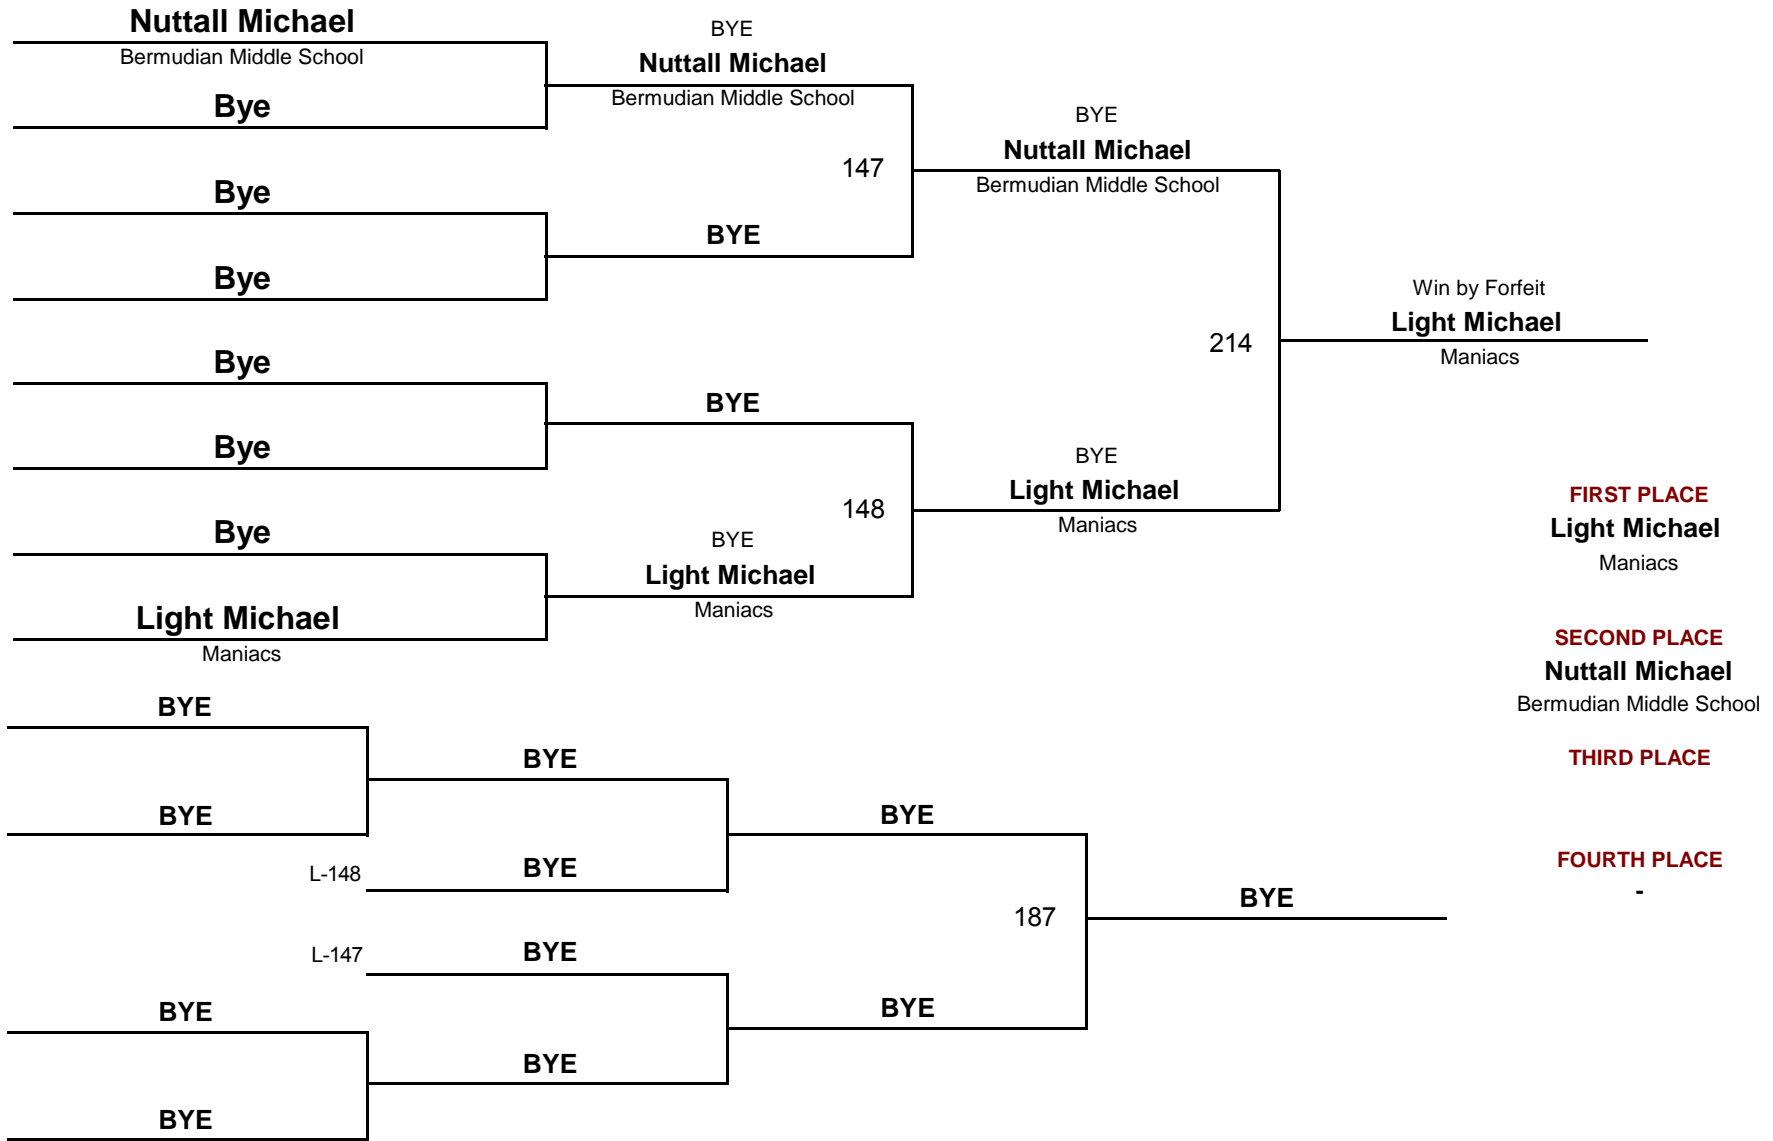 Nuttall Michael
Bermudian Middle School
Bye
Bye
Bye
Bye
Bye
Bye
Light Michael
Maniacs
BYE
Nuttall Michael
Bermudian Middle School
147
BYE
BYE
148
BYE
Light Michael
Maniacs
BYE
Nuttall Michael
Bermudian Middle School
214
BYE
Light Michael
Maniacs
Win by Forfeit
Light Michael
Maniacs
FIRST PLACE
Light Michael
Maniacs
SECOND PLACE
Nuttall Michael
Bermudian Middle School
THIRD PLACE
FOURTH PLACE
-
BYE
BYE
BYE
BYE
BYE
L-148
BYE
L-147
BYE
BYE
BYE
187
BYE
BYE